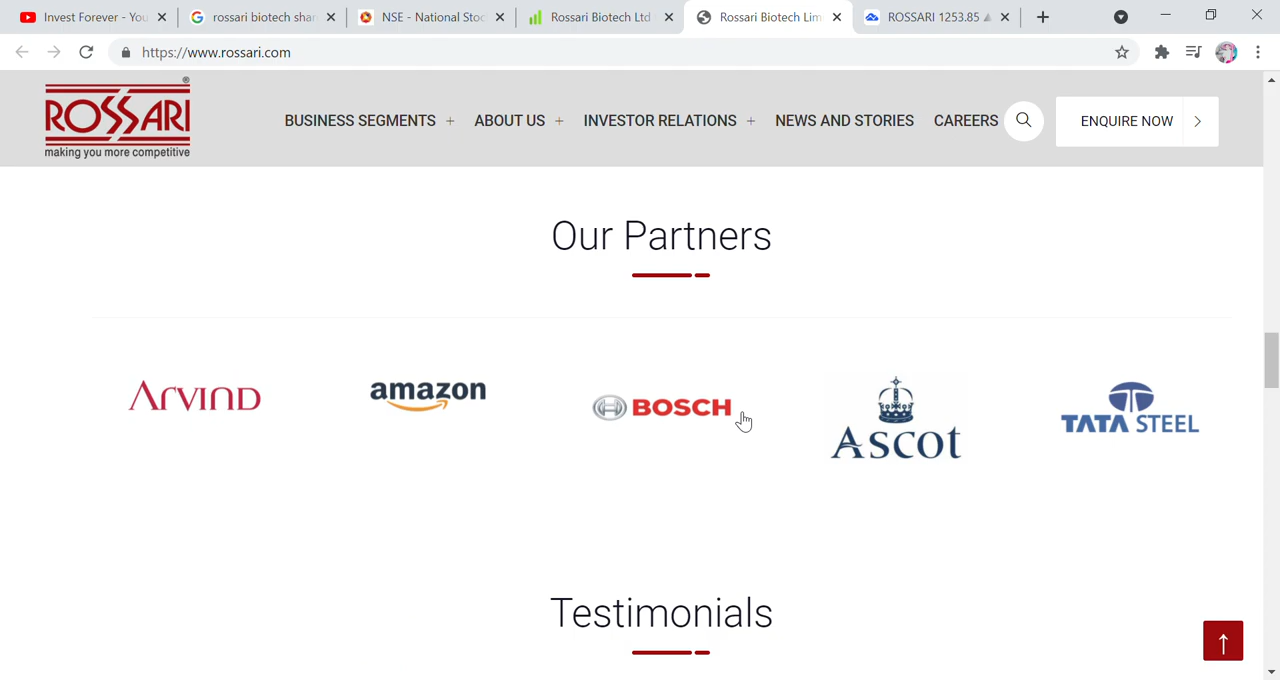 Invest Forever - You
rossari biotech shar
NSE - National Stoc
Rossari Biotech Ltd
Rossari Biotech Lim
ROSSARI 1253.85
https://www.rossari.com
ROSSARI ®
making you more competitive
BUSINESS SEGMENTS +
ABOUT US +
INVESTOR RELATIONS +
NEWS AND STORIES
CAREERS
ENQUIRE NOW
Our Partners
ARVIND
amazon
BOSCH
ASCOT
TATA STEEL
Testimonials